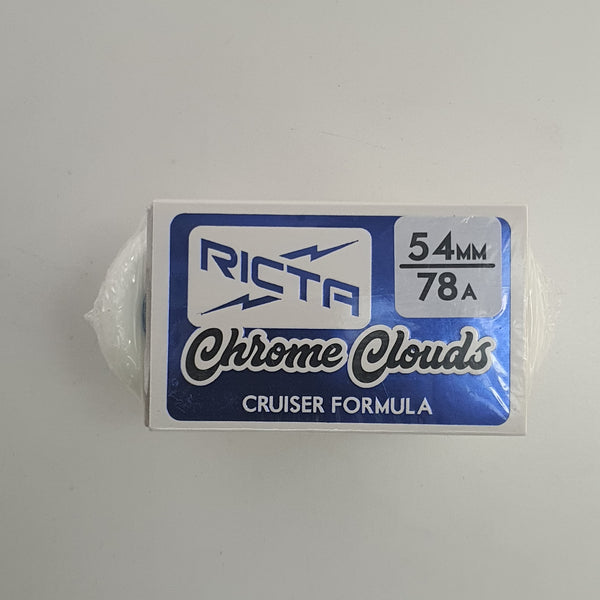 RICTA
54MM
78A
Chrome Clouds
CRUISER FORMULA